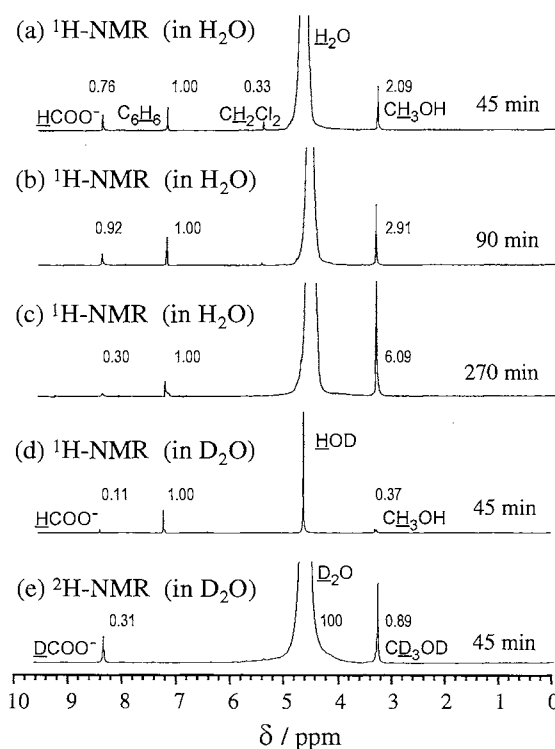 (a) ¹H-NMR (in H₂O)
H₂O
0.76 1.00 0.33 2.09
HCOO⁻ C₆H₆ CH₂Cl₂ CH₃OH 45 min
(b) ¹H-NMR (in H₂O)
0.92 1.00 2.91 90 min
(c) ¹H-NMR (in H₂O)
0.30 1.00 6.09 270 min
(d) ¹H-NMR (in D₂O)
HOD
0.11 1.00 0.37
HCOO⁻ CH₃OH 45 min
(e) ²H-NMR (in D₂O)
D₂O
0.31 100 0.89
DCOO⁻ CD₃OD 45 min
10 9 8 7 6 5 4 3 2 1 0
δ / ppm